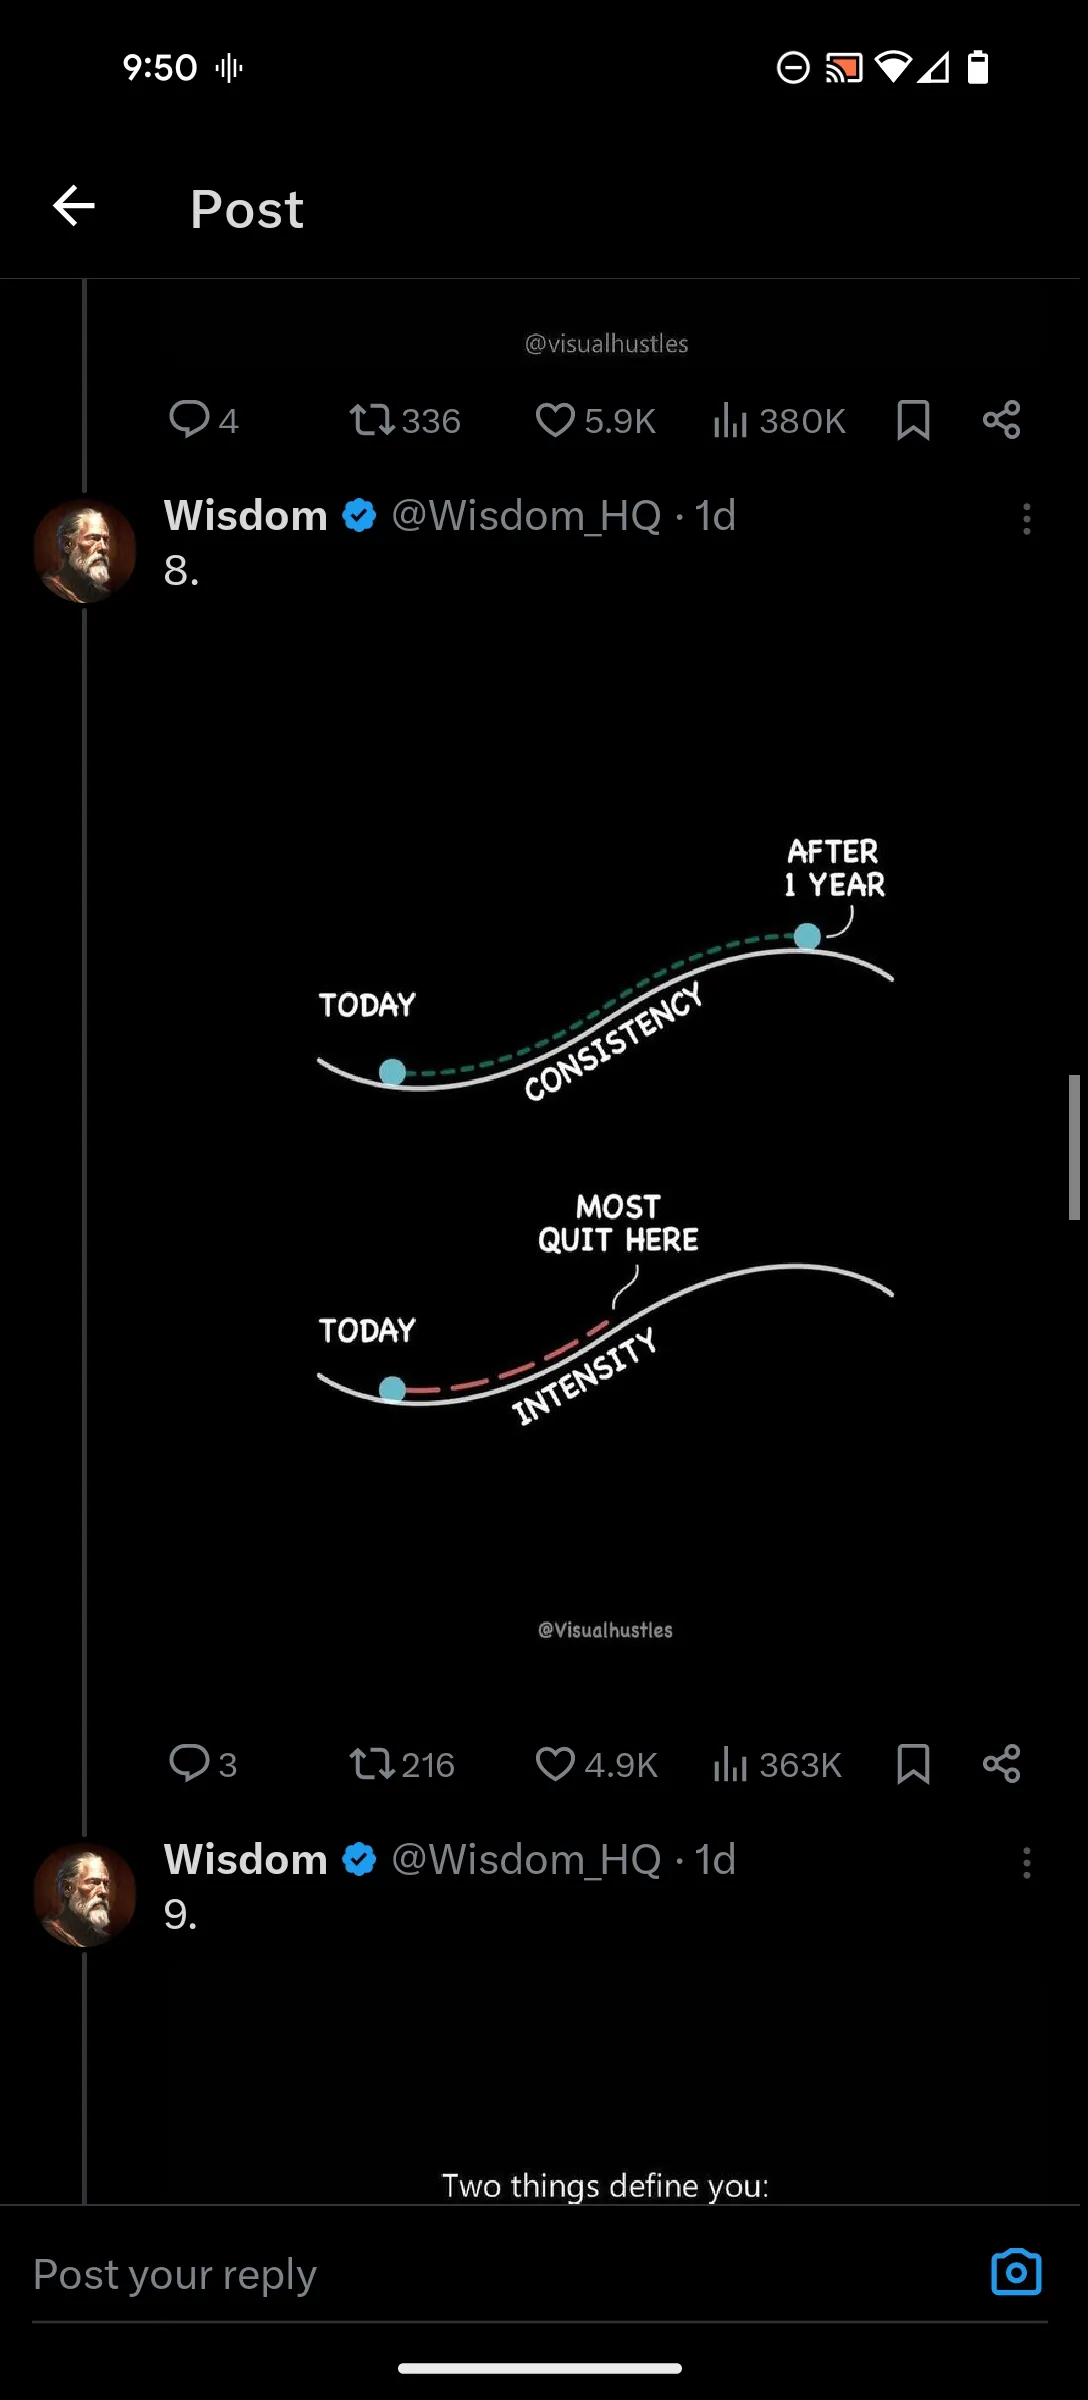 9:50
Post
@visualhustles
4 336 5.9K 380K
Wisdom @Wisdom_HQ · 1d
8.
AFTER
1 YEAR
TODAY
CONSISTENCY
MOST
QUIT HERE
TODAY
INTENSITY
@Visualhustles
3 216 4.9K 363K
Wisdom @Wisdom_HQ · 1d
9.
Two things define you:
Post your reply